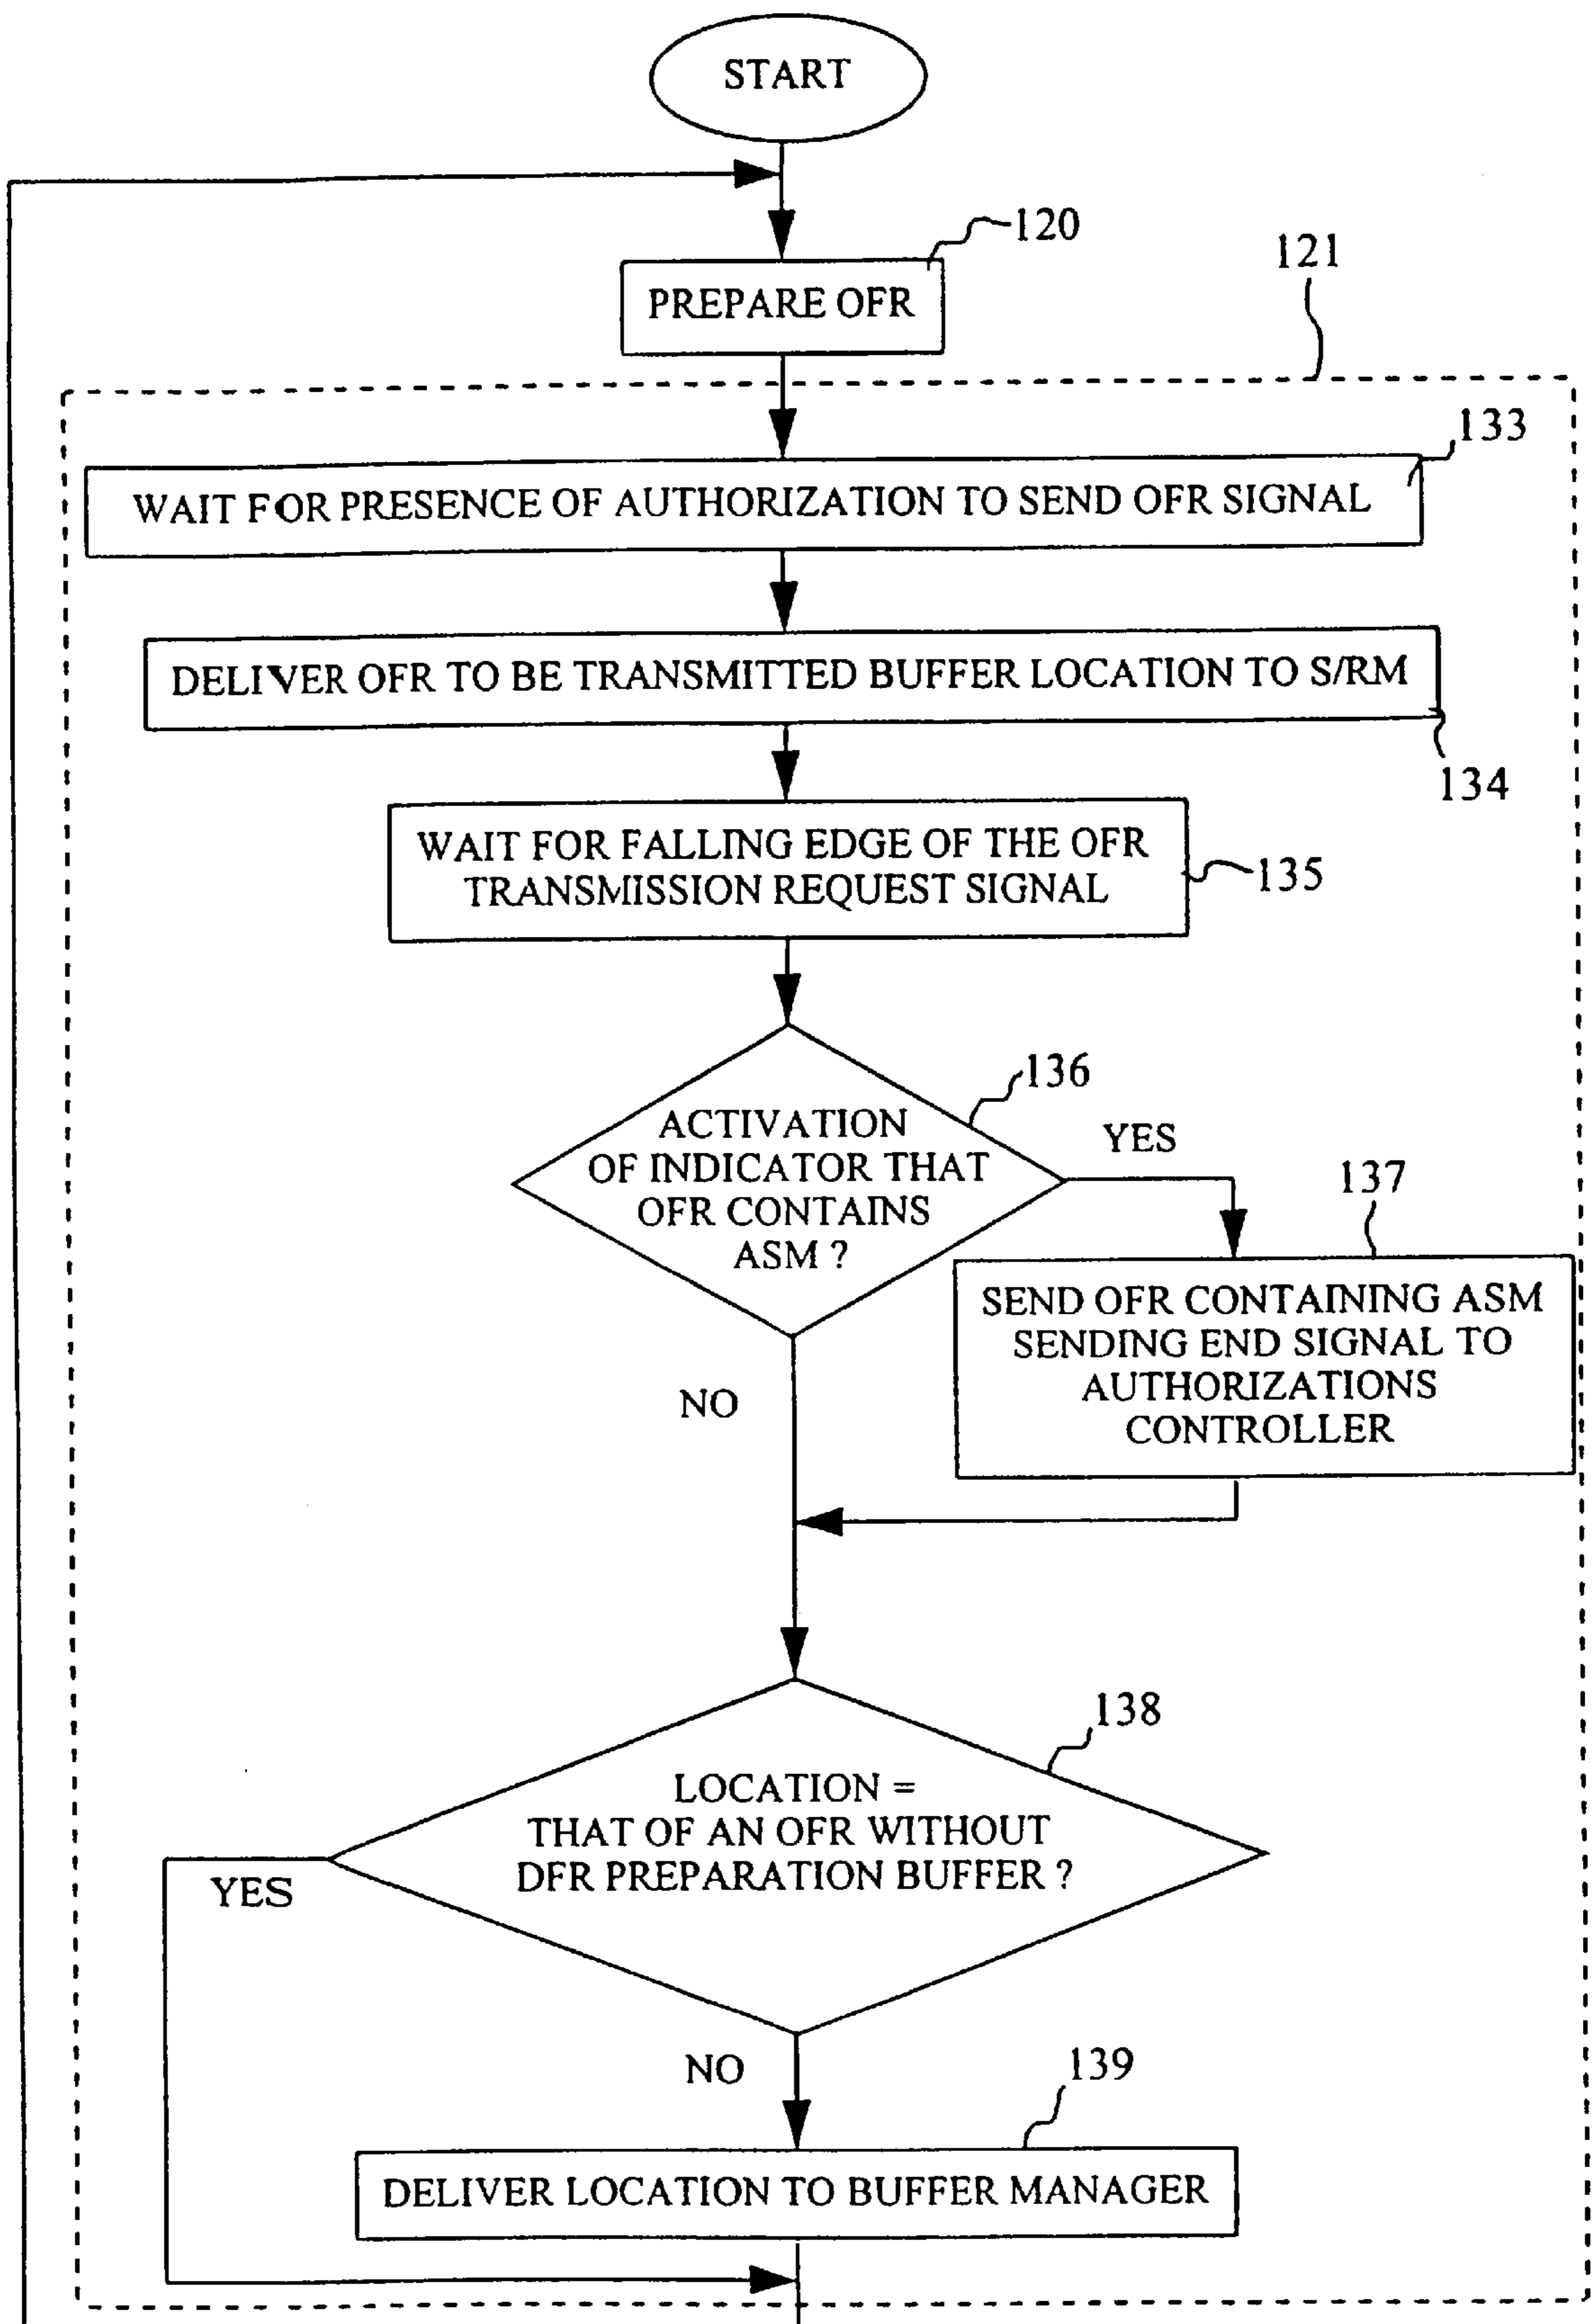 START
120
PREPARE OFR
121
133
WAIT FOR PRESENCE OF AUTHORIZATION TO SEND OFR SIGNAL
DELIVER OFR TO BE TRANSMITTED BUFFER LOCATION TO S/RM
134
WAIT FOR FALLING EDGE OF THE OFR
TRANSMISSION REQUEST SIGNAL
135
136
ACTIVATION
OF INDICATOR THAT
OFR CONTAINS
ASM ?
YES
137
SEND OFR CONTAINING ASM
SENDING END SIGNAL TO
AUTHORIZATIONS
CONTROLLER
NO
138
LOCATION =
THAT OF AN OFR WITHOUT
DFR PREPARATION BUFFER ?
YES
NO
139
DELIVER LOCATION TO BUFFER MANAGER